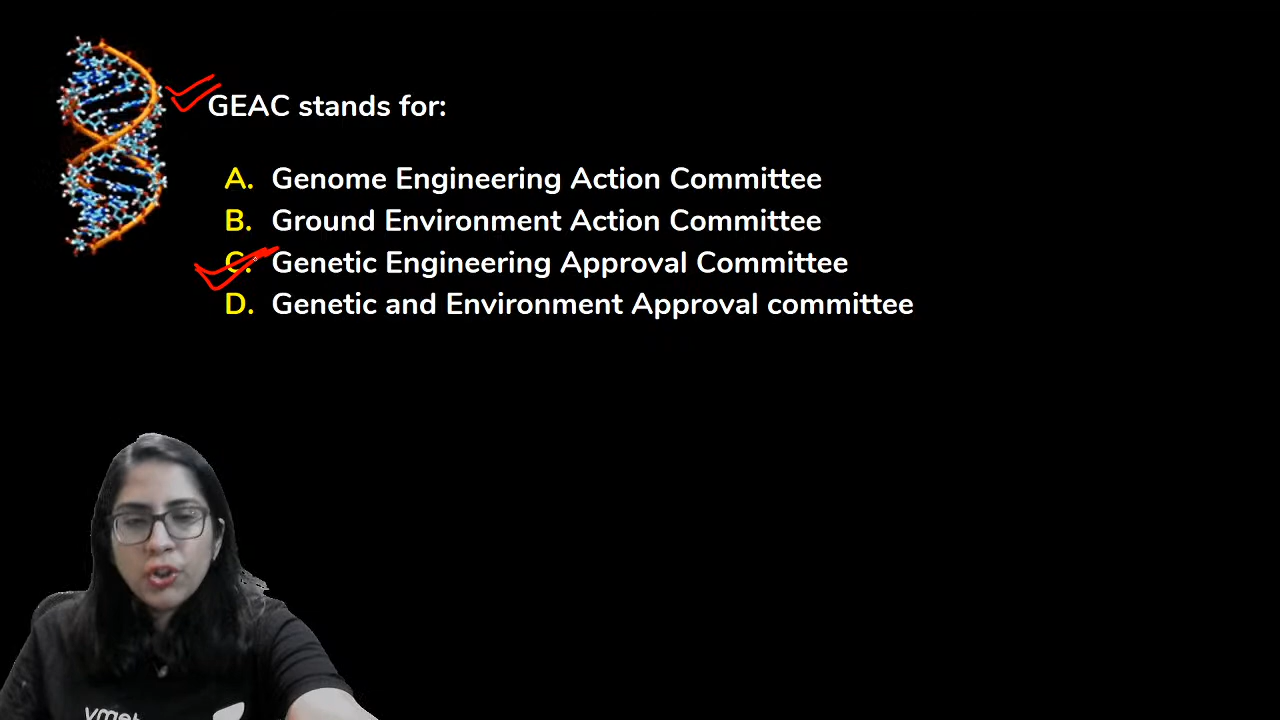 GEAC stands for:
A. Genome Engineering Action Committee
B. Ground Environment Action Committee
C. Genetic Engineering Approval Committee
D. Genetic and Environment Approval committee